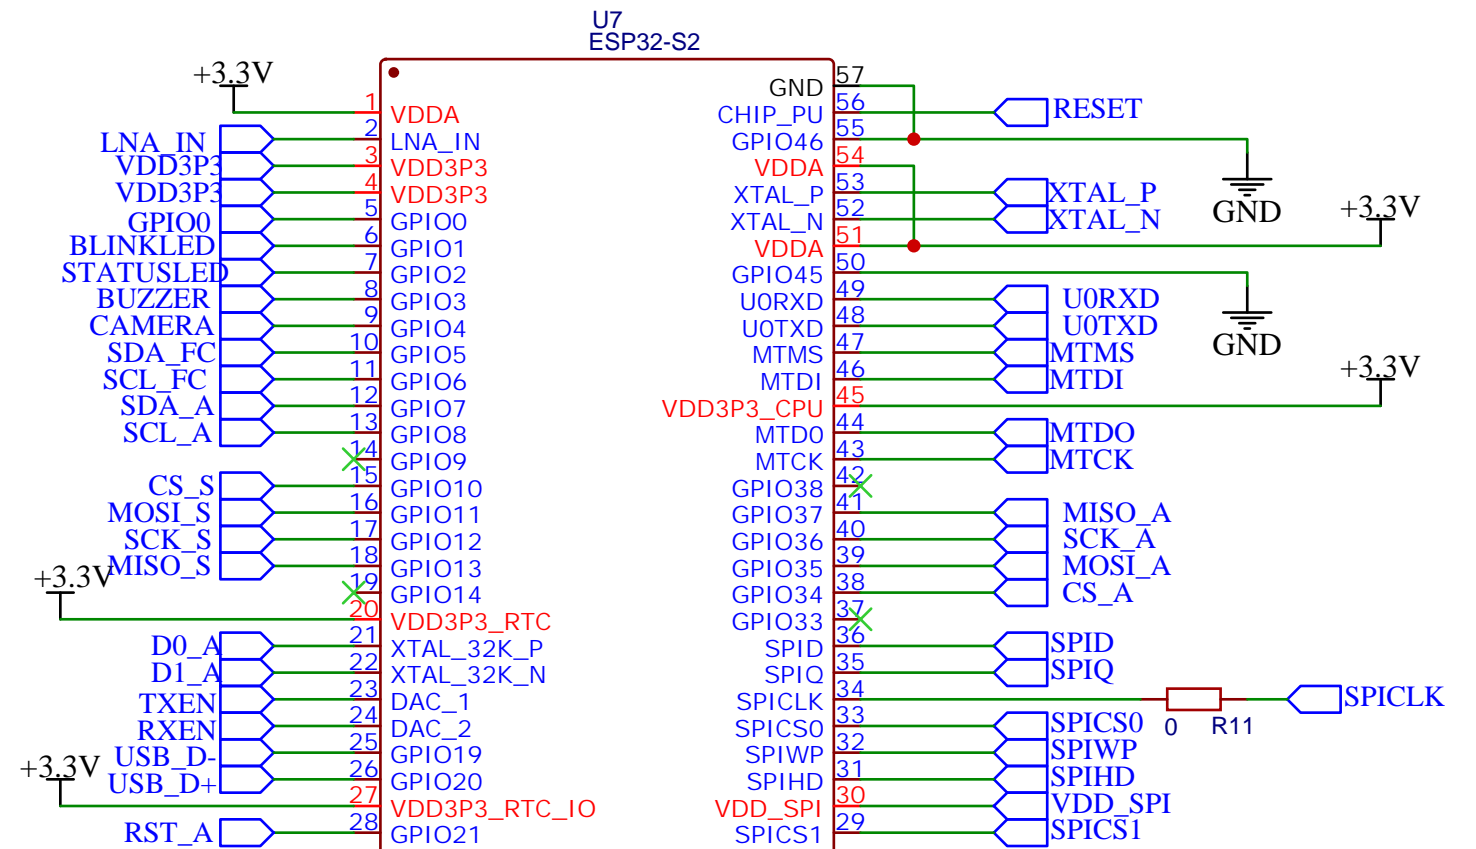 U7
ESP32-S2
+3.3V
1 VDDA
LNA_IN 2 LNA_IN
VDD3P3 3 VDD3P3
VDD3P3 4 VDD3P3
GPIO0 5 GPIO0
BLINKLED 6 GPIO1
STATUSLED 7 GPIO2
BUZZER 8 GPIO3
CAMERA 9 GPIO4
SDA_FC 10 GPIO5
SCL_FC 11 GPIO6
SDA_A 12 GPIO7
SCL_A 13 GPIO8
14 GPIO9
CS_S 15 GPIO10
MOSI_S 16 GPIO11
SCK_S 17 GPIO12
MISO_S 18 GPIO13
19 GPIO14
+3.3V
20 VDD3P3_RTC
D0_A 21 XTAL_32K_P
D1_A 22 XTAL_32K_N
TXEN 23 DAC_1
RXEN 24 DAC_2
USB_D- 25 GPIO19
USB_D+ 26 GPIO20
+3.3V
27 VDD3P3_RTC_IO
RST_A 28 GPIO21
GND 57
CHIP_PU 56 RESET
GPIO46 55
GND
VDDA 54
XTAL_P 53 XTAL_P
XTAL_N 52 XTAL_N
+3.3V
VDDA 51
GPIO45 50
GND
U0RXD 49 U0RXD
U0TXD 48 U0TXD
MTMS 47 MTMS
MTDI 46 MTDI
+3.3V
VDD3P3_CPU 45
MTD0 44 MTDO
MTCK 43 MTCK
GPIO38 42
GPIO37 41 MISO_A
GPIO36 40 SCK_A
GPIO35 39 MOSI_A
GPIO34 38 CS_A
GPIO33 37
SPID 36 SPID
SPIQ 35 SPIQ
SPICLK 34 0 R11 SPICLK
SPICS0 33 SPICS0
SPIWP 32 SPIWP
SPIHD 31 SPIHD
VDD_SPI 30 VDD_SPI
SPICS1 29 SPICS1